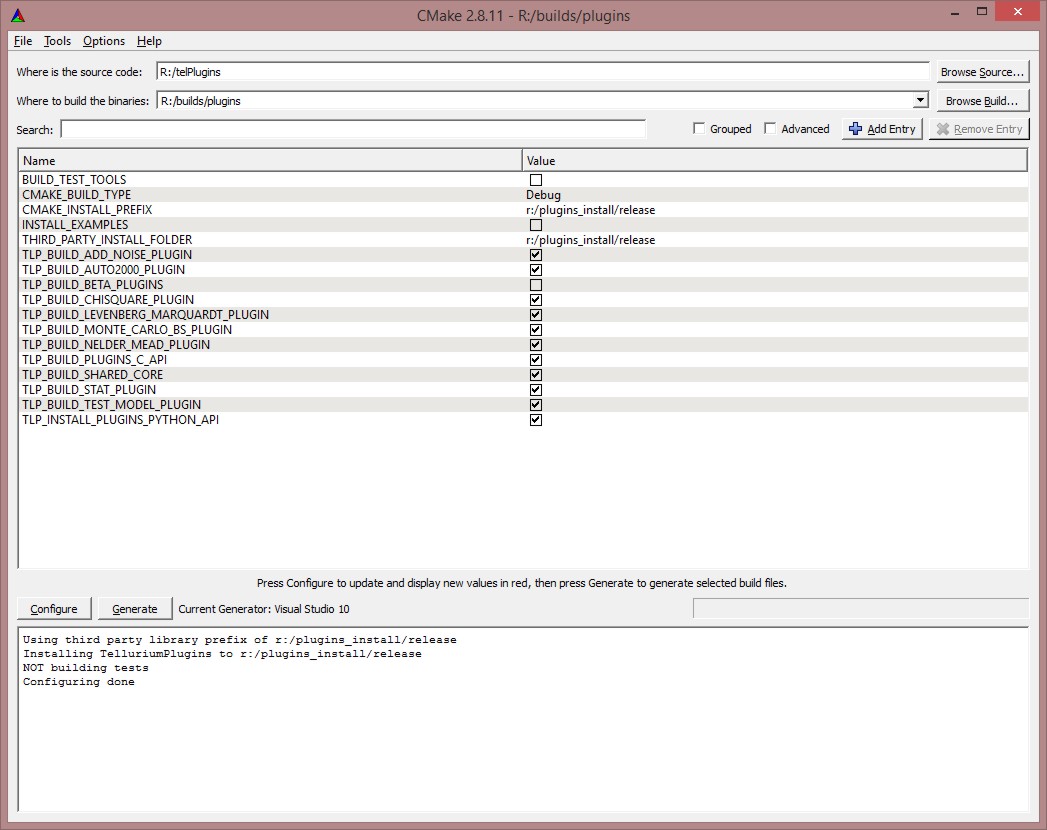 CMake 2.8.11 - R:/builds/plugins
File Tools Options Help
Where is the source code: R:/telPlugins Browse Source...
Where to build the binaries: R:/builds/plugins Browse Build...
Search: Grouped Advanced Add Entry Remove Entry
Name Value
BUILD_TEST_TOOLS
CMAKE_BUILD_TYPE Debug
CMAKE_INSTALL_PREFIX r:/plugins_install/release
INSTALL_EXAMPLES
THIRD_PARTY_INSTALL_FOLDER r:/plugins_install/release
TLP_BUILD_ADD_NOISE_PLUGIN
TLP_BUILD_AUTO2000_PLUGIN
TLP_BUILD_BETA_PLUGINS
TLP_BUILD_CHISQUARE_PLUGIN
TLP_BUILD_LEVENBERG_MARQUARDT_PLUGIN
TLP_BUILD_MONTE_CARLO_BS_PLUGIN
TLP_BUILD_NELDER_MEAD_PLUGIN
TLP_BUILD_PLUGINS_C_API
TLP_BUILD_SHARED_CORE
TLP_BUILD_STAT_PLUGIN
TLP_BUILD_TEST_MODEL_PLUGIN
TLP_INSTALL_PLUGINS_PYTHON_API
Press Configure to update and display new values in red, then press Generate to generate selected build files.
Configure Generate Current Generator: Visual Studio 10
Using third party library prefix of r:/plugins_install/release
Installing TelluriumPlugins to r:/plugins_install/release
NOT building tests
Configuring done